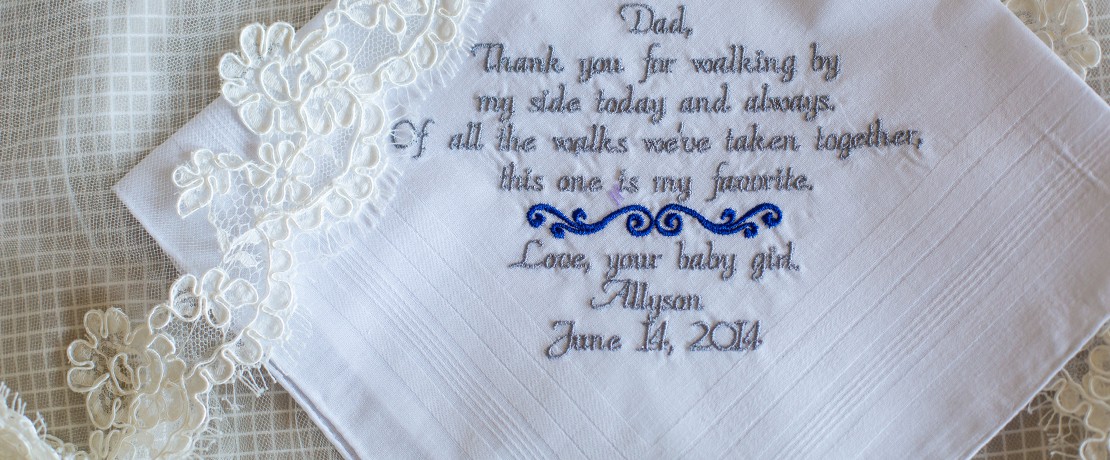 Dad,
Thank you for walking by
my side today and always.
Of all the walks we've taken together,
this one is my favorite.
Love, your baby girl.
Allyson
June 14, 2014